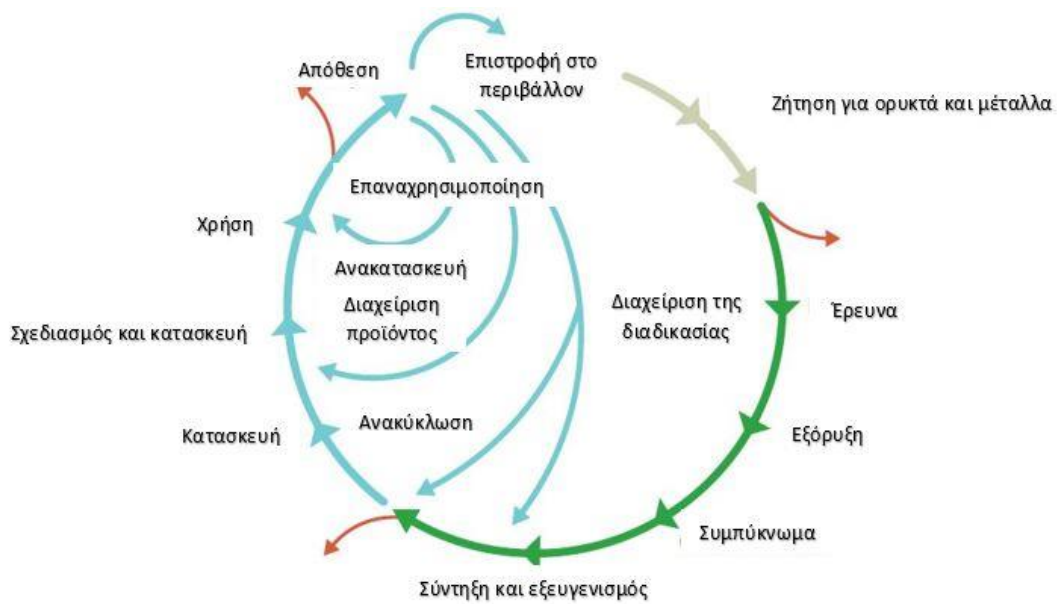 Επιστροφή στο
περιβάλλον
Απόθεση
Ζήτηση για ορυκτά και μέταλλα
Επαναχρησιμοποίηση
Χρήση
Ανακατασκευή
Διαχείριση
προϊόντος
Διαχείριση της
διαδικασίας
Έρευνα
Σχεδιασμός και κατασκευή
Ανακύκλωση
Κατασκευή
Εξόρυξη
Συμπύκνωμα
Σύντηξη και εξευγενισμός